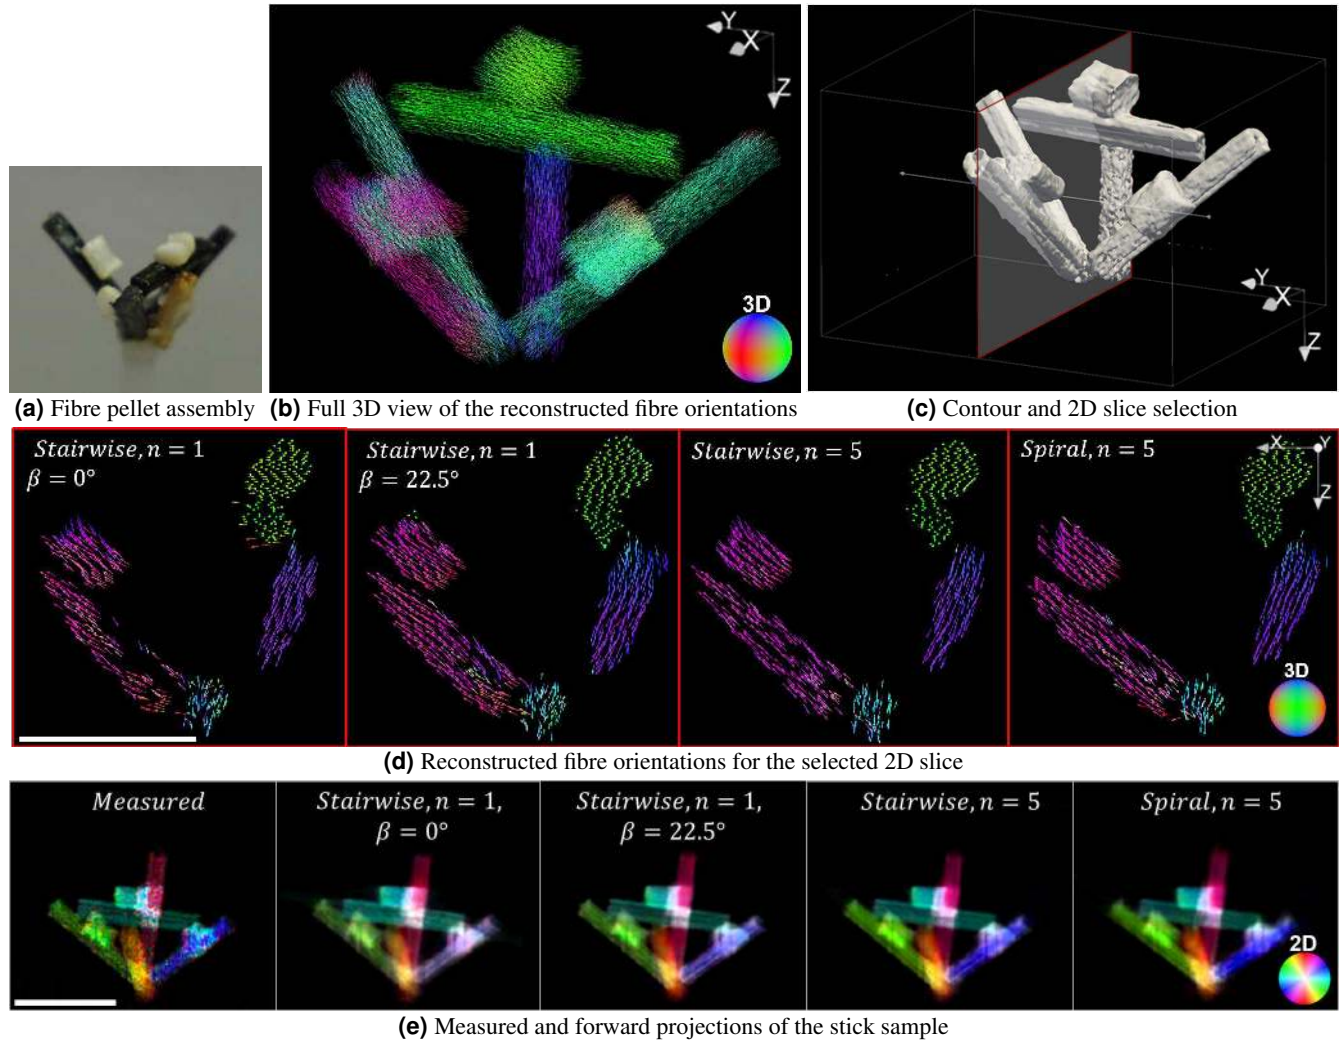 Y
X
Z
3D
Y
X
Z
(a) Fibre pellet assembly
(b) Full 3D view of the reconstructed fibre orientations
(c) Contour and 2D slice selection
Stairwise, n = 1
β = 0°
Stairwise, n = 1
β = 22.5°
Stairwise, n = 5
Spiral, n = 5
X
Y
Z
3D
(d) Reconstructed fibre orientations for the selected 2D slice
Measured
Stairwise, n = 1,
β = 0°
Stairwise, n = 1,
β = 22.5°
Stairwise, n = 5
Spiral, n = 5
2D
(e) Measured and forward projections of the stick sample